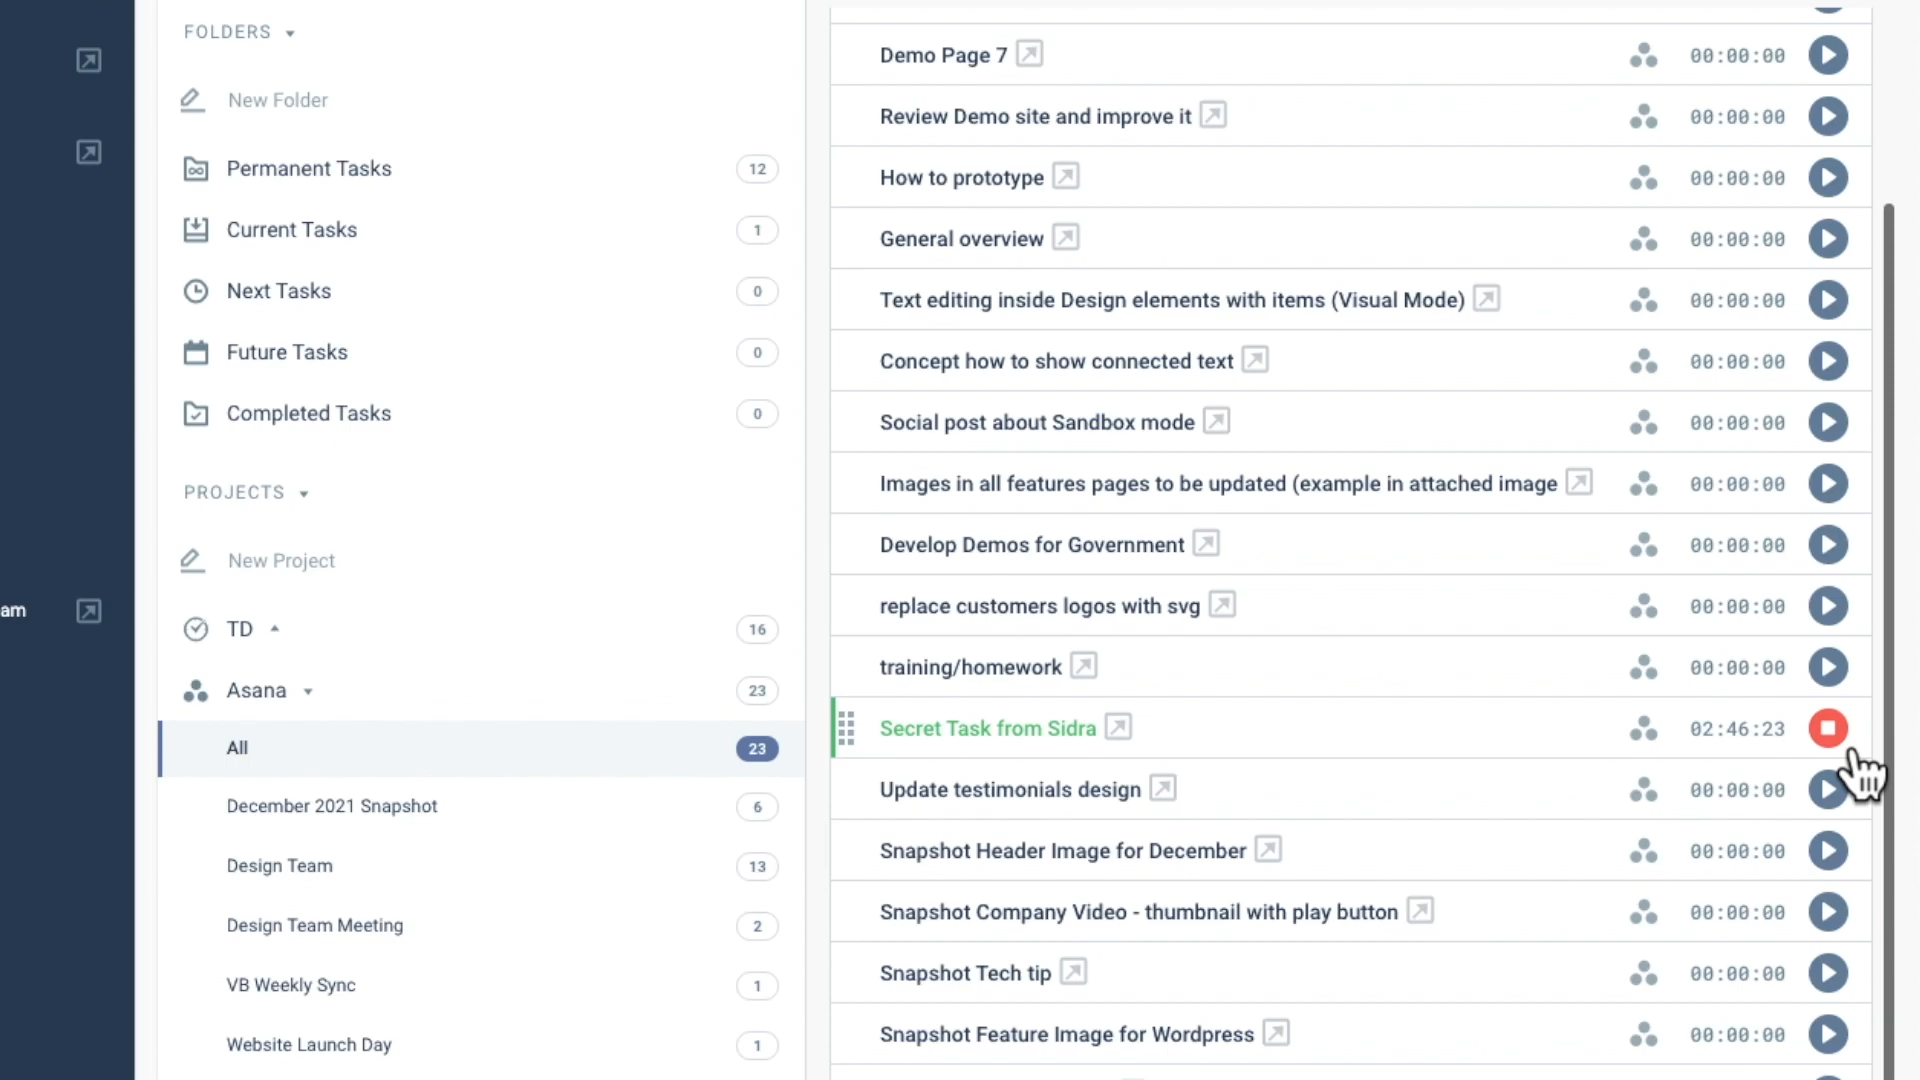 am
FOLDERS
New Folder
Permanent Tasks 12
Current Tasks 1
Next Tasks 0
Future Tasks 0
Completed Tasks 0
PROJECTS
New Project
TD 16
Asana 23
All 23
December 2021 Snapshot 6
Design Team 13
Design Team Meeting 2
VB Weekly Sync 1
Website Launch Day 1
Demo Page 7 00:00:00
Review Demo site and improve it 00:00:00
How to prototype 00:00:00
General overview 00:00:00
Text editing inside Design elements with items (Visual Mode) 00:00:00
Concept how to show connected text 00:00:00
Social post about Sandbox mode 00:00:00
Images in all features pages to be updated (example in attached image 00:00:00
Develop Demos for Government 00:00:00
replace customers logos with svg 00:00:00
training/homework 00:00:00
Secret Task from Sidra 02:46:23
Update testimonials design 00:00:00
Snapshot Header Image for December 00:00:00
Snapshot Company Video - thumbnail with play button 00:00:00
Snapshot Tech tip 00:00:00
Snapshot Feature Image for Wordpress 00:00:00